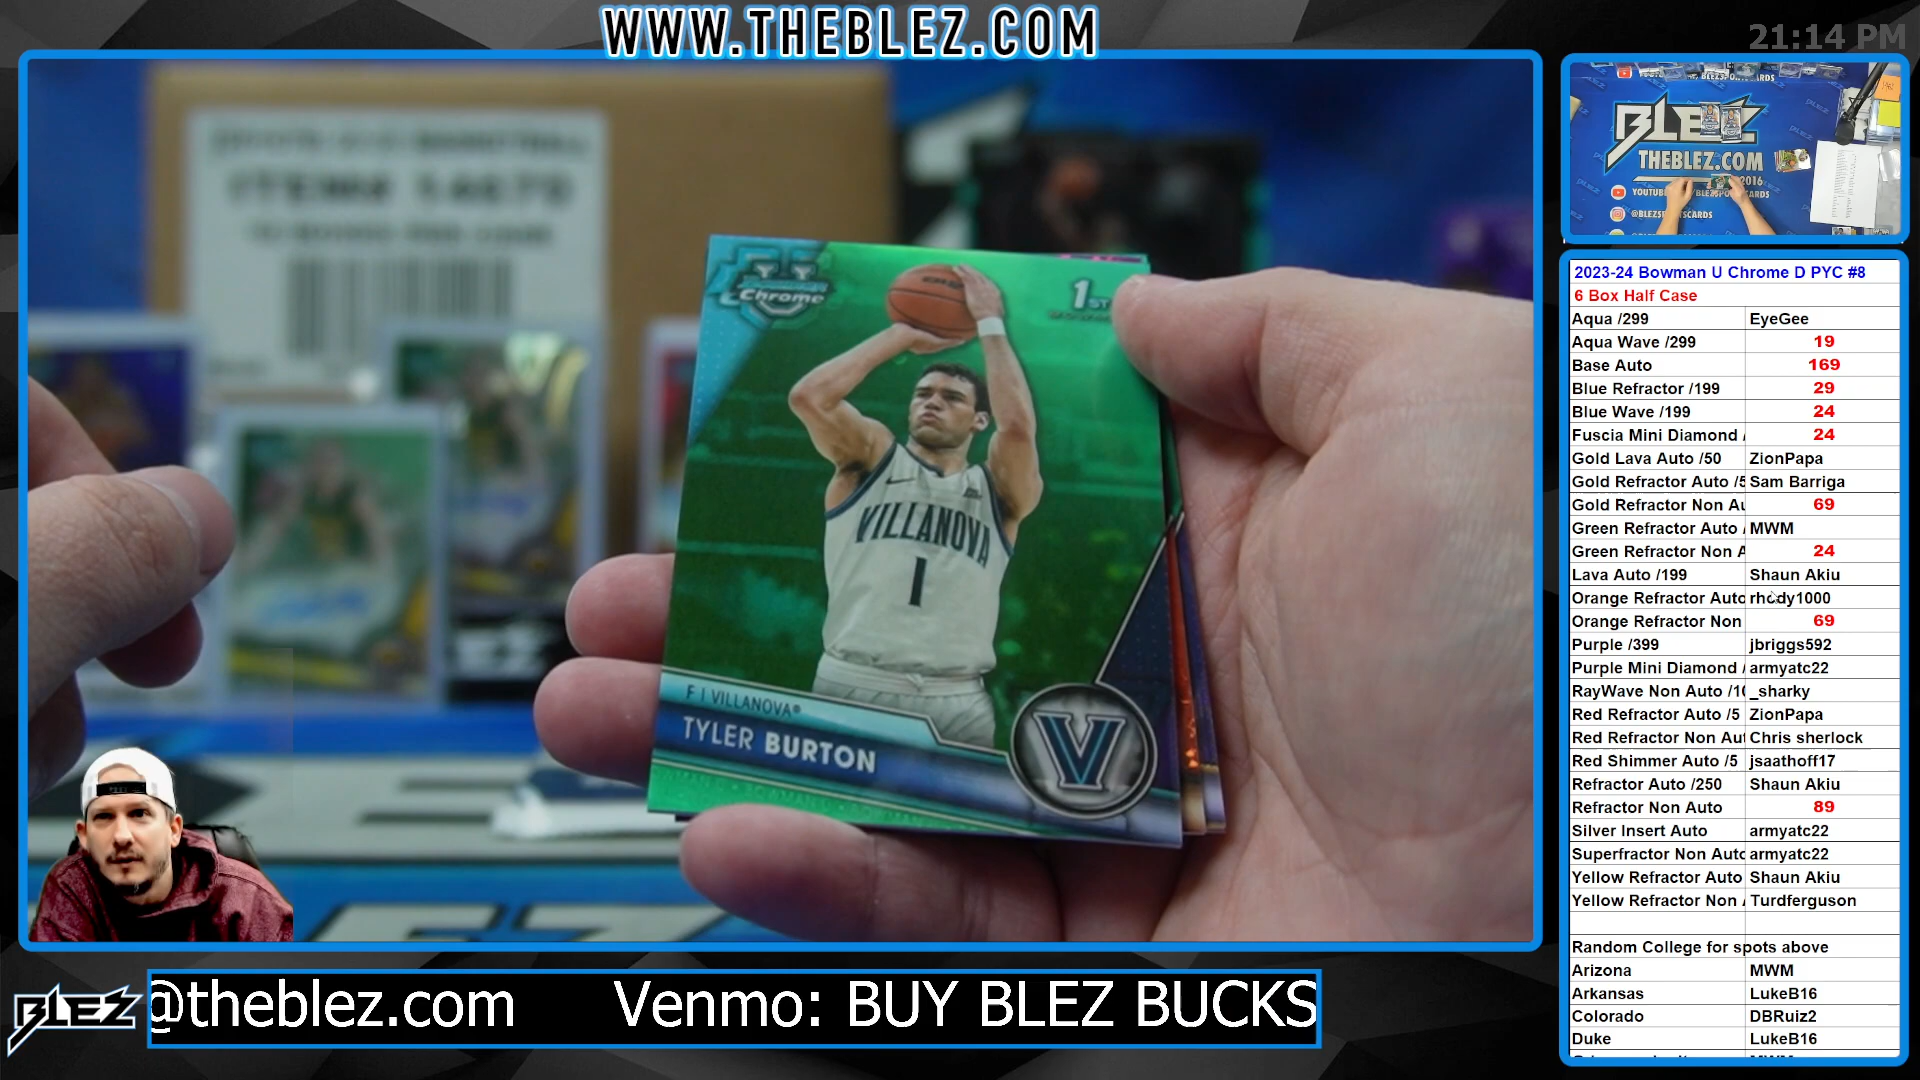 WWW.THEBLEZ.COM
21:14 PM
BLEZ
THEBLEZ.COM
2016
@BLEZSPORTSCARDS
Bowman
Chrome
1ST
VILLANOVA
1
F | VILLANOVA®
TYLER BURTON
V
2023-24 Bowman U Chrome D PYC #8
6 Box Half Case
Aqua /299 EyeGee
Aqua Wave /299 19
Base Auto 169
Blue Refractor /199 29
Blue Wave /199 24
Fuscia Mini Diamond / 24
Gold Lava Auto /50 ZionPapa
Gold Refractor Auto /5 Sam Barriga
Gold Refractor Non Au 69
Green Refractor Auto / MWM
Green Refractor Non A 24
Lava Auto /199 Shaun Akiu
Orange Refractor Auto rhody1000
Orange Refractor Non 69
Purple /399 jbriggs592
Purple Mini Diamond / armyatc22
RayWave Non Auto /10 _sharky
Red Refractor Auto /5 ZionPapa
Red Refractor Non Aut Chris sherlock
Red Shimmer Auto /5 jsaathoff17
Refractor Auto /250 Shaun Akiu
Refractor Non Auto 89
Silver Insert Auto armyatc22
Superfractor Non Auto armyatc22
Yellow Refractor Auto Shaun Akiu
Yellow Refractor Non A Turdferguson
Random College for spots above
Arizona MWM
Arkansas LukeB16
Colorado DBRuiz2
Duke LukeB16
BLEZ
@theblez.com Venmo: BUY BLEZ BUCKS